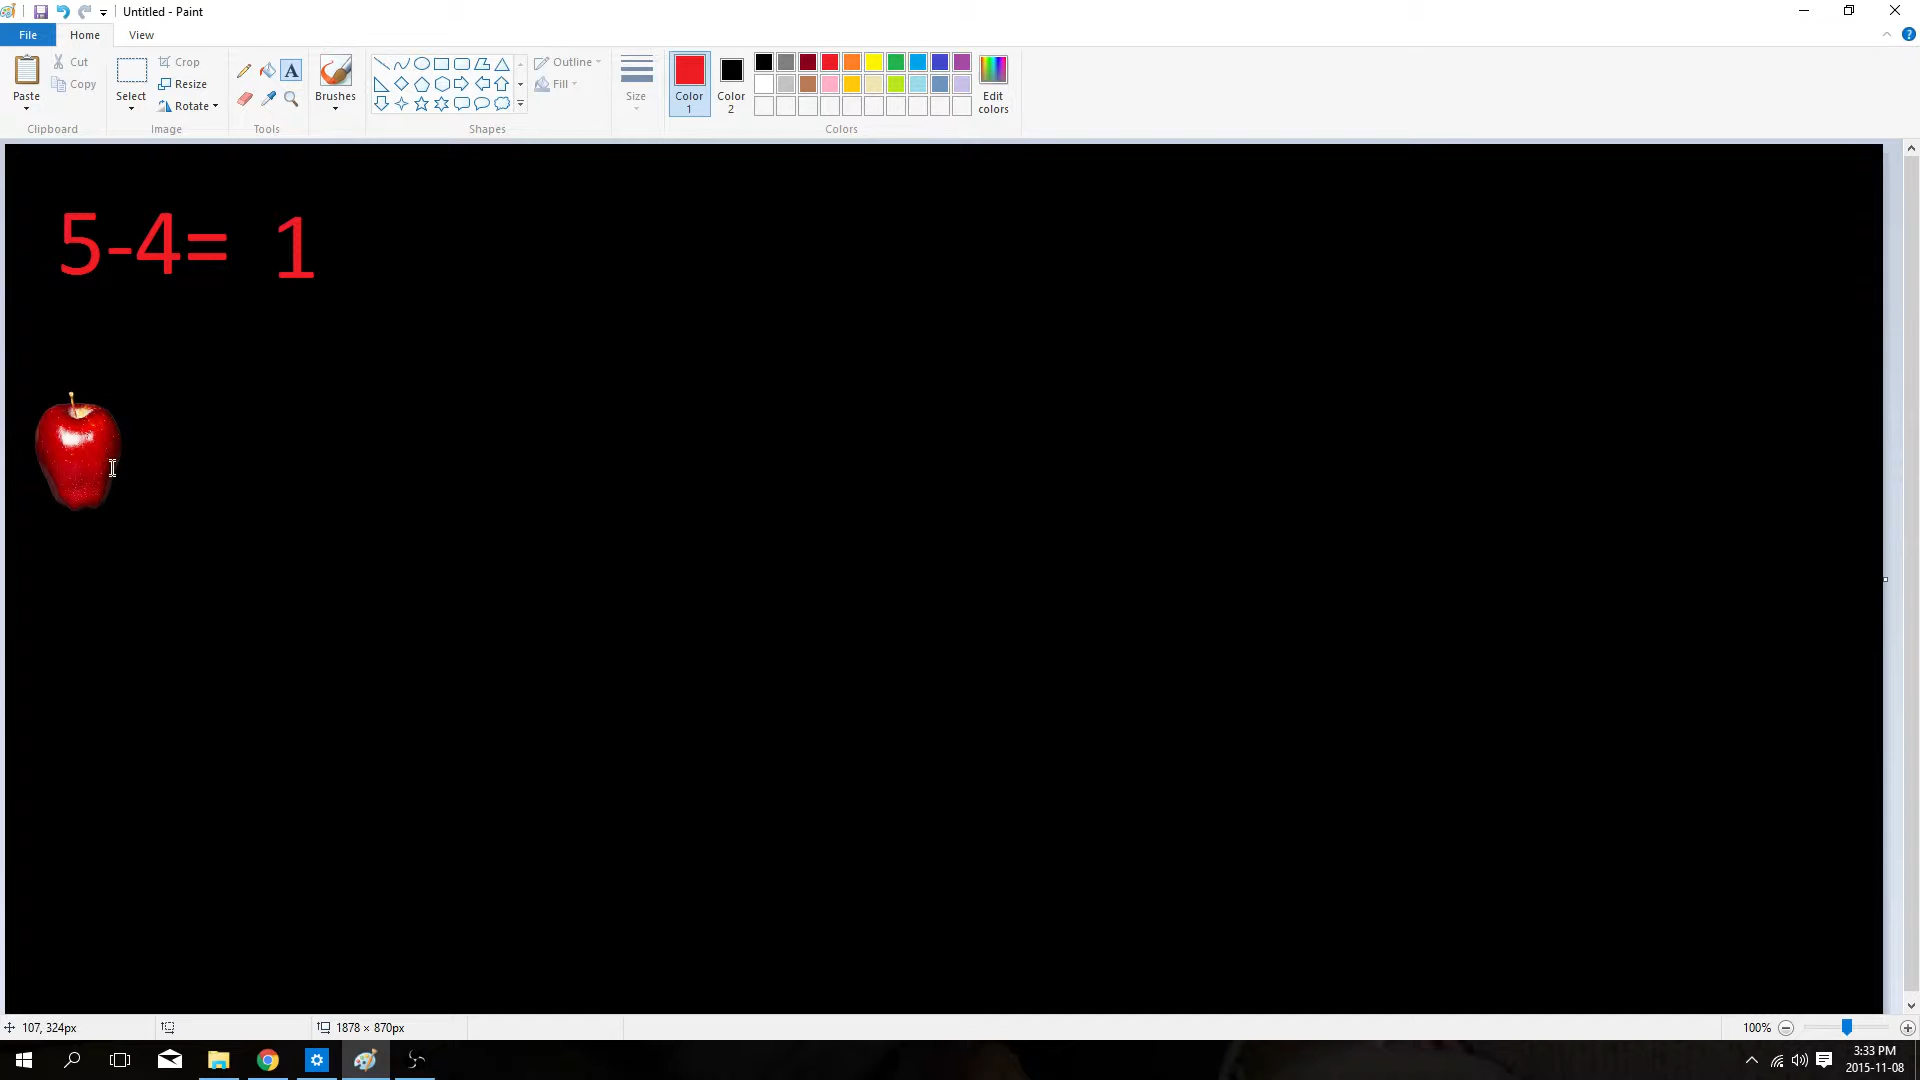 Untitled - Paint
File Home View
Paste
Cut
Copy
Clipboard
Select
Crop
Resize
Rotate
Image
A
Tools
Brushes
Shapes
Outline
Fill
Size
Color 1
Color 2
Edit colors
Colors
5-4= 1
107, 324px
1878 × 870px
100%
3:33 PM
2015-11-08